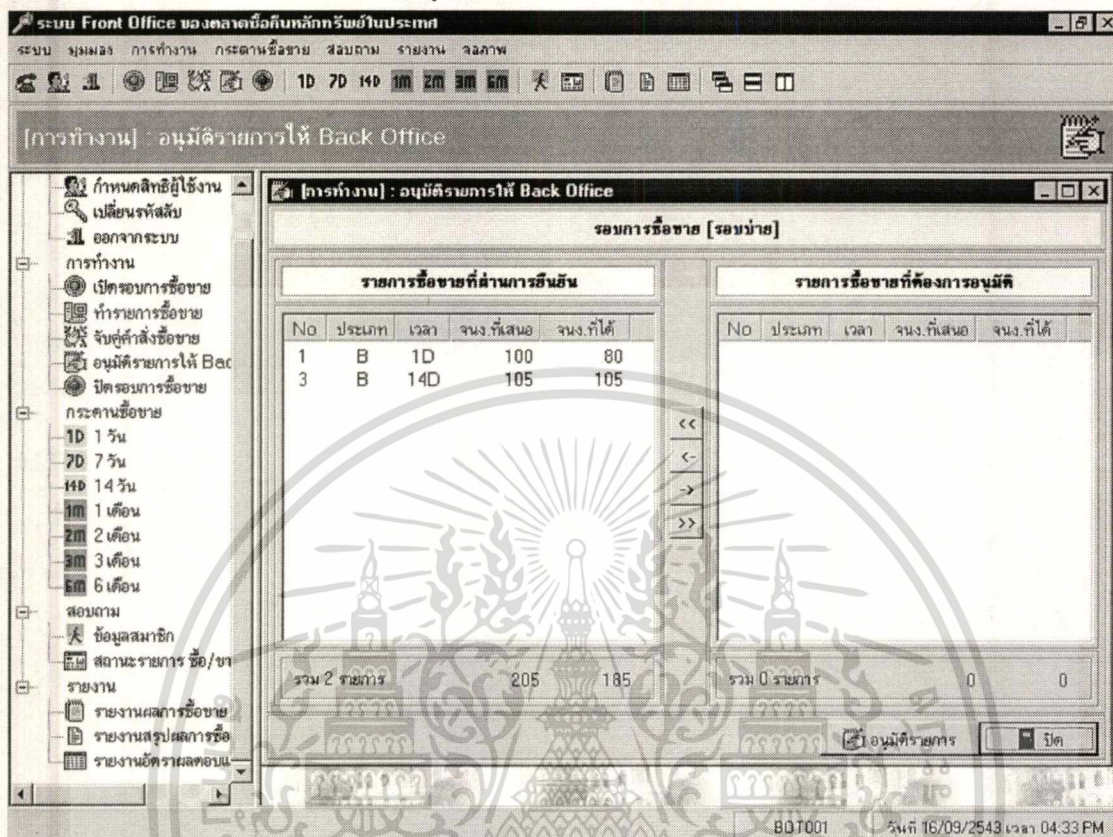 ระบบ Front Office ของตลาดซื้อคืนหลักทรัพย์ในประเทศ
ระบบ มุมมอง การทำงาน กระดานซื้อขาย สอบถาม รายงาน จอภาพ
1D 7D 14D 1m 2m 3m 6m
[การทำงาน] : อนุมัติรายการให้ Back Office
กำหนดสิทธิผู้ใช้งาน
เปลี่ยนรหัสลับ
ออกจากระบบ
การทำงาน
เปิดรอบการซื้อขาย
ทำรายการซื้อขาย
จับคู่คำสั่งซื้อขาย
อนุมัติรายการให้ Bac
ปิดรอบการซื้อขาย
กระดานซื้อขาย
1D 1 วัน
7D 7 วัน
14D 14 วัน
1m 1 เดือน
2m 2 เดือน
3m 3 เดือน
6m 6 เดือน
สอบถาม
ข้อมูลสมาชิก
สถานะรายการ ซื้อ/ขา
รายงาน
รายงานผลการซื้อขาย
รายงานสรุปผลการซื้อ
รายงานอัตราผลตอบแ
[การทำงาน] : อนุมัติรายการให้ Back Office
รอบการซื้อขาย [รอบบ่าย]
รายการซื้อขายที่ผ่านการยืนยัน
No ประเภท เวลา จนง.ที่เสนอ จนง.ที่ได้
1 B 1D 100 80
3 B 14D 105 105
รวม 2 รายการ 205 185
<<
<-
->
>>
รายการซื้อขายที่ต้องการอนุมัติ
No ประเภท เวลา จนง.ที่เสนอ จนง.ที่ได้
รวม 0 รายการ 0 0
อนุมัติรายการ ปิด
BOT001 วันที่ 16/09/2543 เวลา 04:33 PM